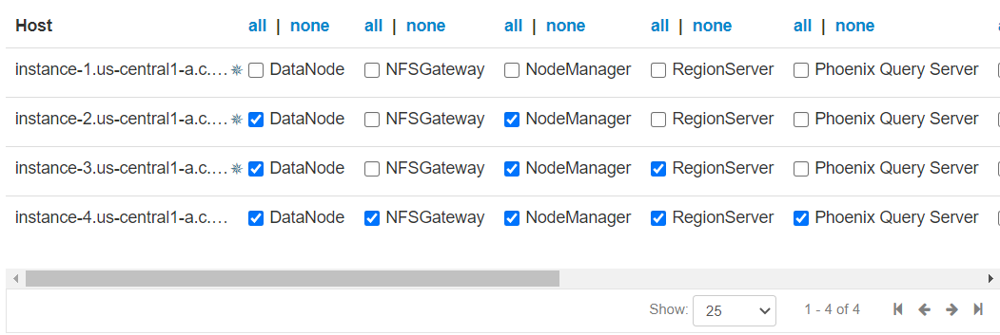 Host all | none all | none all | none all | none all | none
instance-1.us-central1-a.c.… ✵ DataNode NFSGateway NodeManager RegionServer Phoenix Query Server
instance-2.us-central1-a.c.… ✵ DataNode NFSGateway NodeManager RegionServer Phoenix Query Server
instance-3.us-central1-a.c.… ✵ DataNode NFSGateway NodeManager RegionServer Phoenix Query Server
instance-4.us-central1-a.c.… DataNode NFSGateway NodeManager RegionServer Phoenix Query Server
Show: 25 1 - 4 of 4